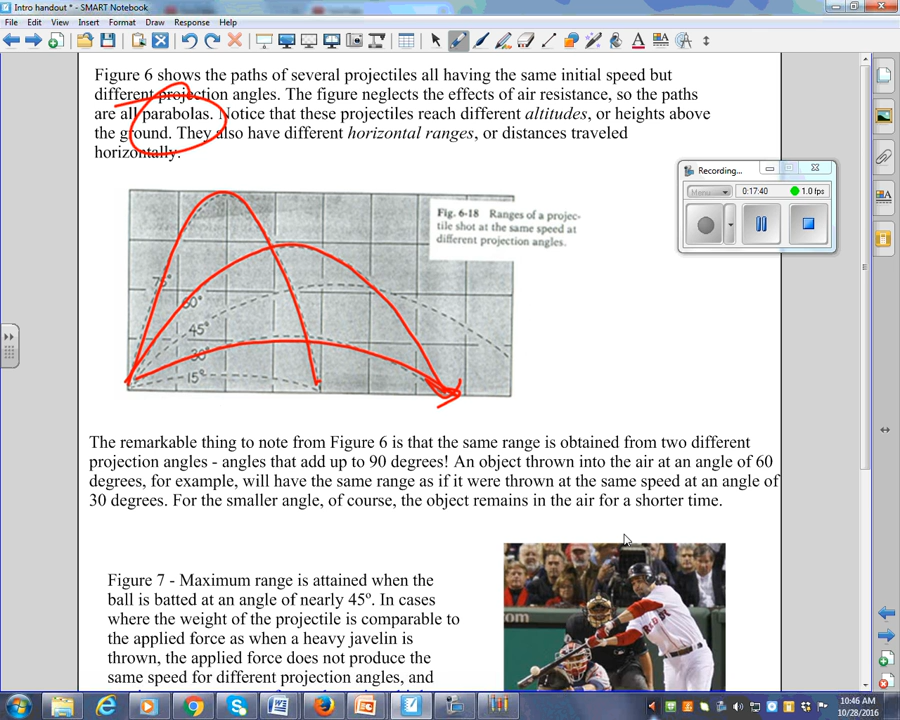 Intro handout * - SMART Notebook
File Edit View Insert Format Draw Response Help
Figure 6 shows the paths of several projectiles all having the same initial speed but
different projection angles. The figure neglects the effects of air resistance, so the paths
are all parabolas. Notice that these projectiles reach different altitudes, or heights above
the ground. They also have different horizontal ranges, or distances traveled
horizontally.
Recording...
Menu
0:17:40
1.0 fps
Fig. 6-18 Ranges of a projec-
tile shot at the same speed at
different projection angles.
75°
60°
45°
30°
15°
The remarkable thing to note from Figure 6 is that the same range is obtained from two different
projection angles - angles that add up to 90 degrees! An object thrown into the air at an angle of 60
degrees, for example, will have the same range as if it were thrown at the same speed at an angle of
30 degrees. For the smaller angle, of course, the object remains in the air for a shorter time.
Figure 7 - Maximum range is attained when the
ball is batted at an angle of nearly 45º. In cases
where the weight of the projectile is comparable to
the applied force as when a heavy javelin is
thrown, the applied force does not produce the
same speed for different projection angles, and
com
RED S
10:46 AM
10/28/2016